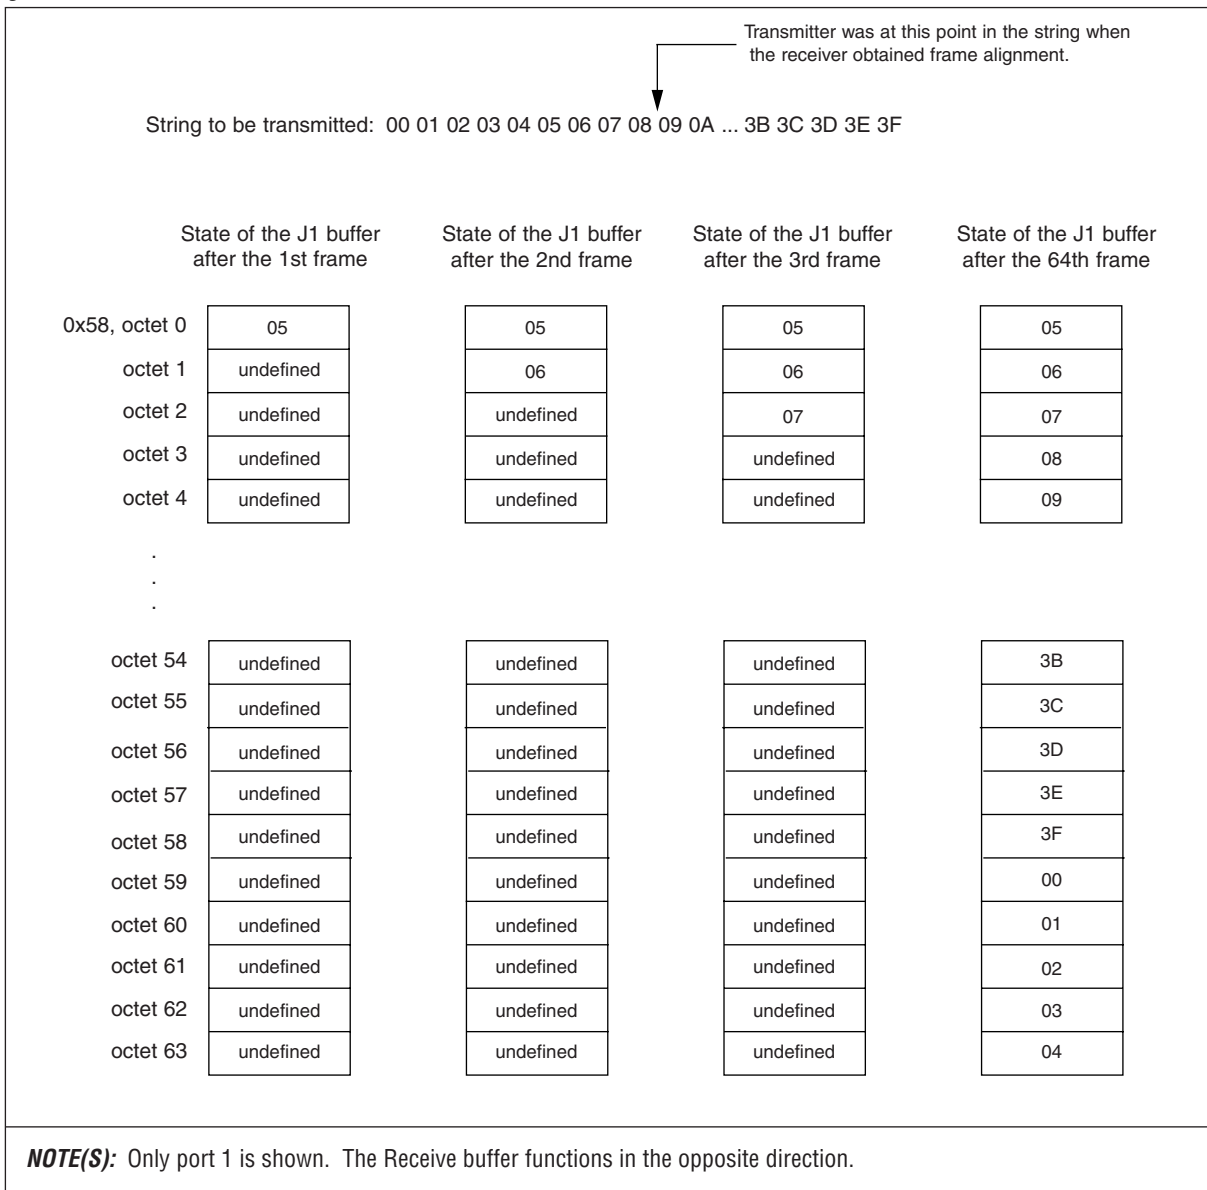 Transmitter was at this point in the string when
the receiver obtained frame alignment.
String to be transmitted: 00 01 02 03 04 05 06 07 08 09 0A ... 3B 3C 3D 3E 3F
State of the J1 buffer after the 1st frame
State of the J1 buffer after the 2nd frame
State of the J1 buffer after the 3rd frame
State of the J1 buffer after the 64th frame
0x58, octet 0 05 05 05 05
octet 1 undefined 06 06 06
octet 2 undefined undefined 07 07
octet 3 undefined undefined undefined 08
octet 4 undefined undefined undefined 09
.
.
.
octet 54 undefined undefined undefined 3B
octet 55 undefined undefined undefined 3C
octet 56 undefined undefined undefined 3D
octet 57 undefined undefined undefined 3E
octet 58 undefined undefined undefined 3F
octet 59 undefined undefined undefined 00
octet 60 undefined undefined undefined 01
octet 61 undefined undefined undefined 02
octet 62 undefined undefined undefined 03
octet 63 undefined undefined undefined 04
NOTE(S): Only port 1 is shown. The Receive buffer functions in the opposite direction.